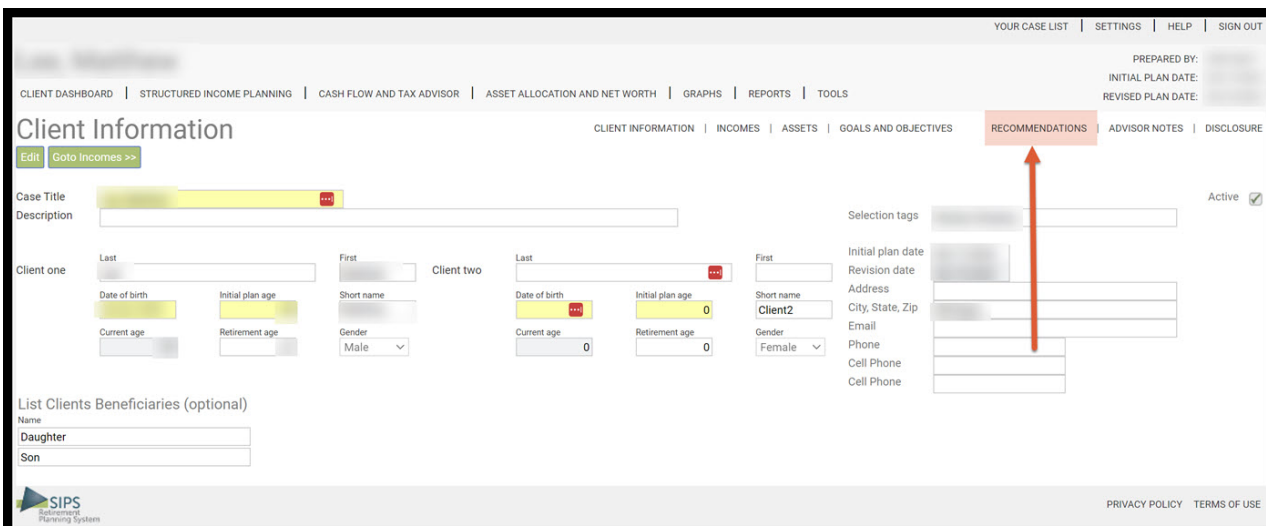 YOUR CASE LIST | SETTINGS | HELP | SIGN OUT
PREPARED BY:
INITIAL PLAN DATE:
REVISED PLAN DATE:
CLIENT DASHBOARD | STRUCTURED INCOME PLANNING | CASH FLOW AND TAX ADVISOR | ASSET ALLOCATION AND NET WORTH | GRAPHS | REPORTS | TOOLS
Client Information
CLIENT INFORMATION | INCOMES | ASSETS | GOALS AND OBJECTIVES RECOMMENDATIONS | ADVISOR NOTES | DISCLOSURE
Edit Goto Incomes >>
Case Title
Active
Description
Selection tags
Initial plan date
Last First Last First
Client one Client two
Revision date
Address
Date of birth Initial plan age Short name Date of birth Initial plan age Short name
0 Client2
City, State, Zip
Email
Current age Retirement age Gender Current age Retirement age Gender
Male 0 0 Female
Phone
Cell Phone
Cell Phone
List Clients Beneficiaries (optional)
Name
Daughter
Son
SIPS
Retirement
Planning System
PRIVACY POLICY TERMS OF USE